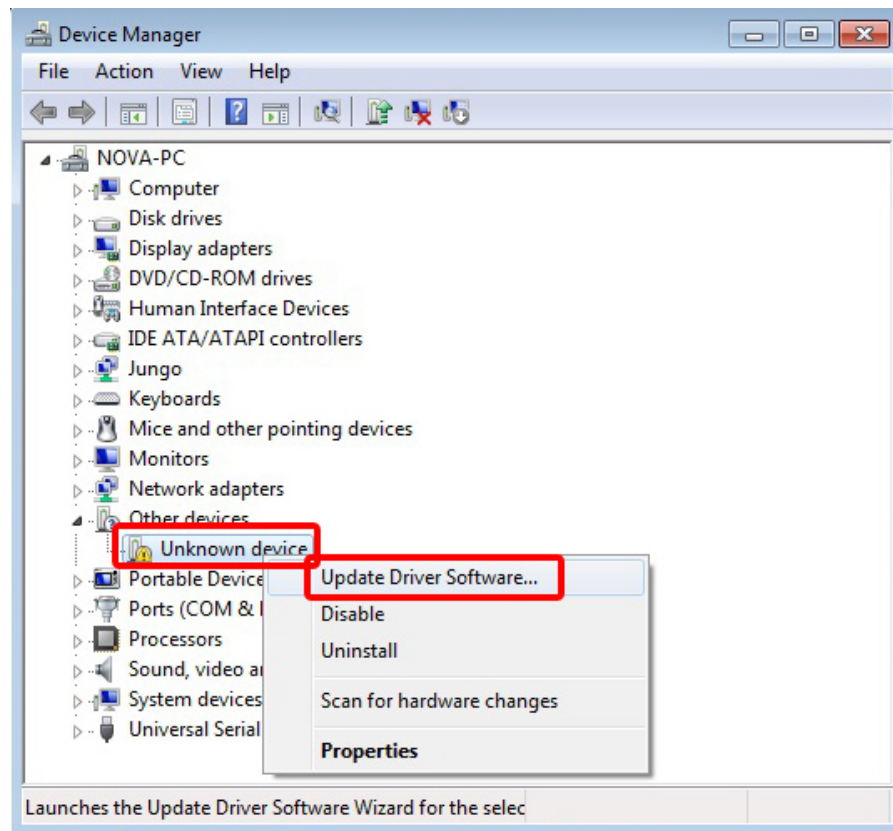 Device Manager
File Action View Help
NOVA-PC
Computer
Disk drives
Display adapters
DVD/CD-ROM drives
Human Interface Devices
IDE ATA/ATAPI controllers
Jungo
Keyboards
Mice and other pointing devices
Monitors
Network adapters
Other devices
Unknown device
Portable Device
Update Driver Software...
Ports (COM &
Disable
Processors
Uninstall
Sound, video
System devices
Scan for hardware changes
Universal Serial
Properties
Launches the Update Driver Software Wizard for the selec